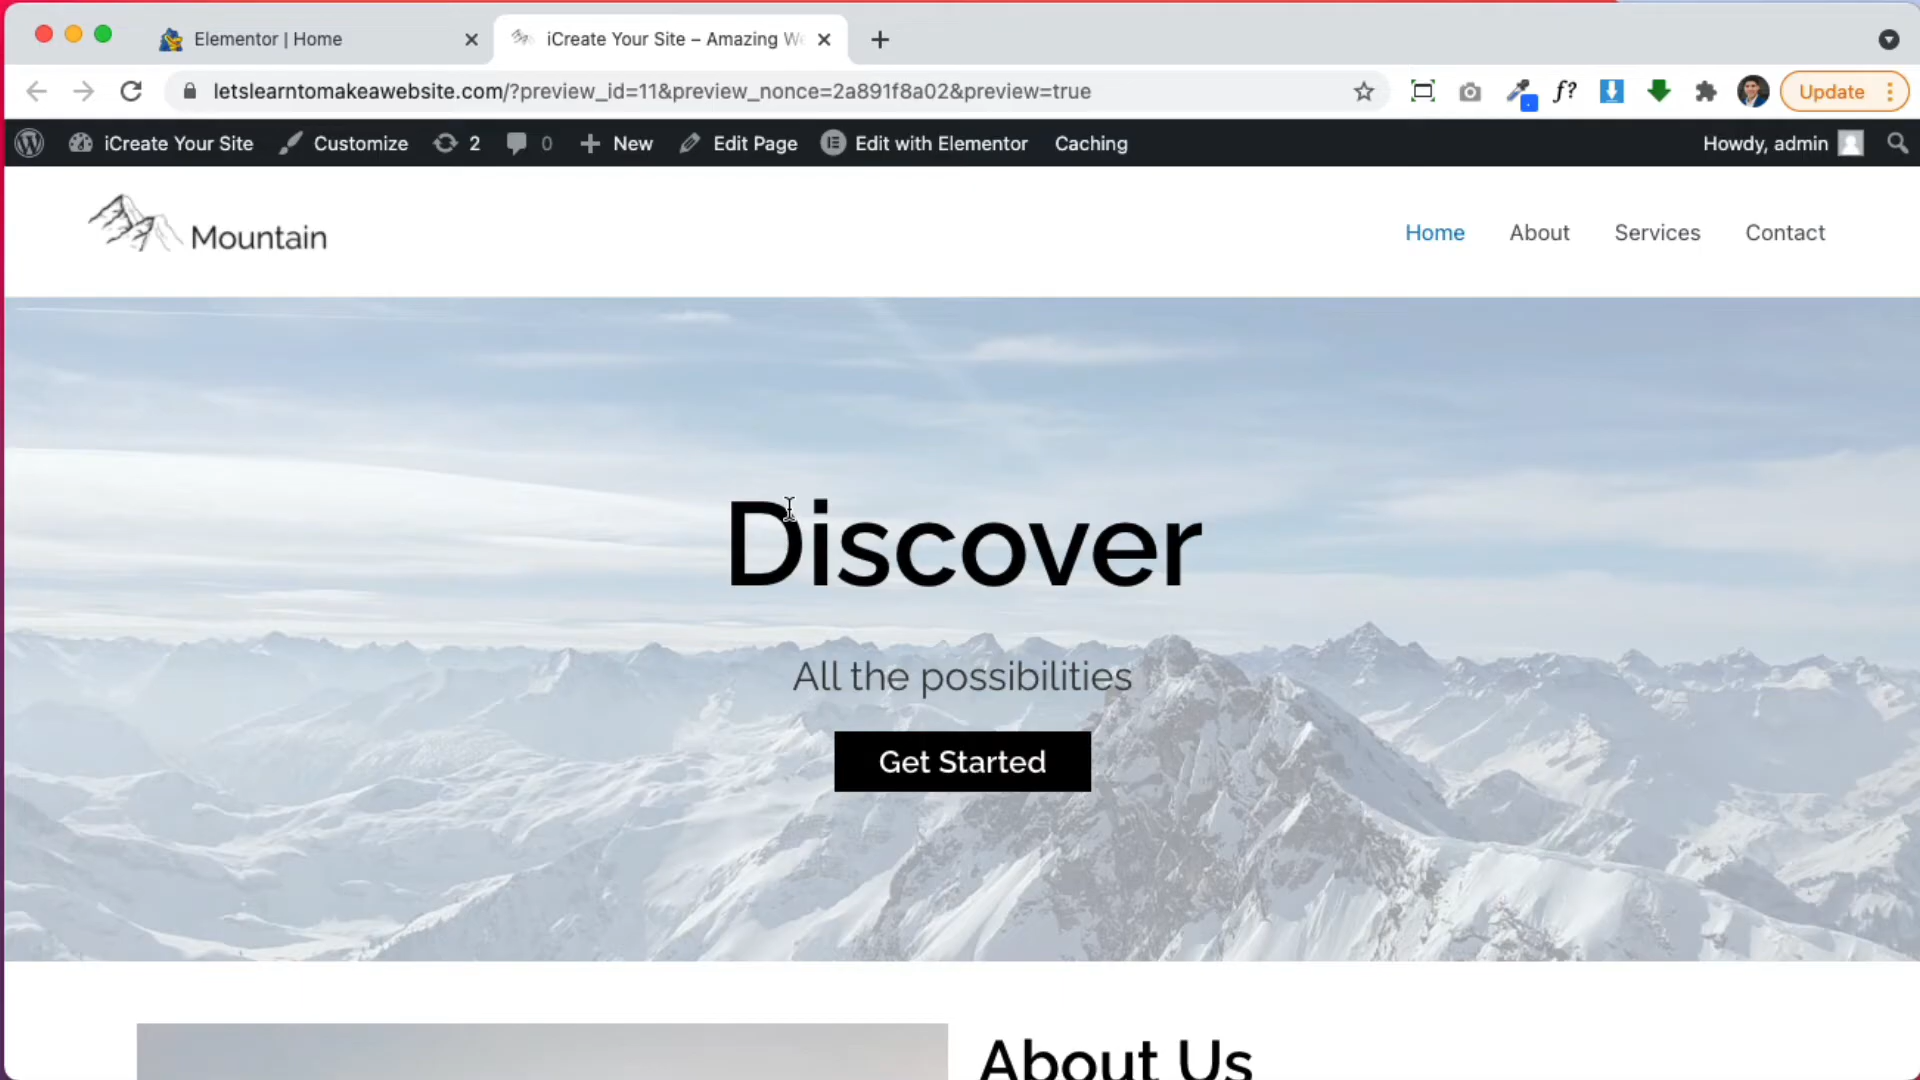 Elementor | Home
iCreate Your Site – Amazing We
letslearntomakeawebsite.com/?preview_id=11&preview_nonce=2a891f8a02&preview=true
f?
Update
iCreate Your Site
Customize
2
0
New
Edit Page
Edit with Elementor
Caching
Howdy, admin
Mountain
Home
About
Services
Contact
Discover
All the possibilities
Get Started
About Us